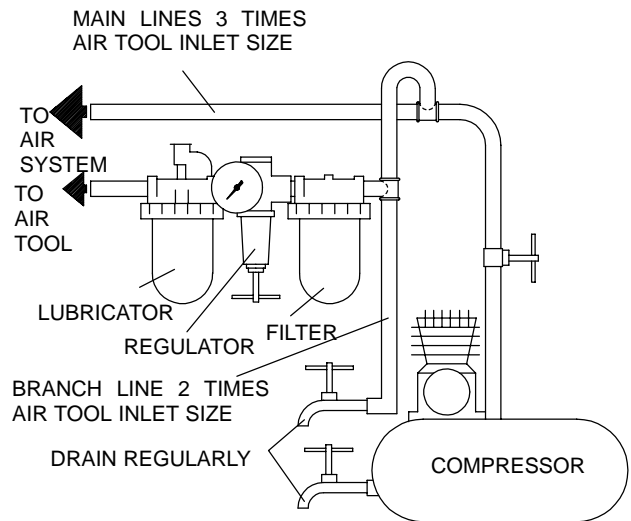 MAIN LINES 3 TIMES
AIR TOOL INLET SIZE
TO
AIR
SYSTEM
TO
AIR
TOOL
LUBRICATOR
REGULATOR
FILTER
BRANCH LINE 2 TIMES
AIR TOOL INLET SIZE
DRAIN REGULARLY
COMPRESSOR